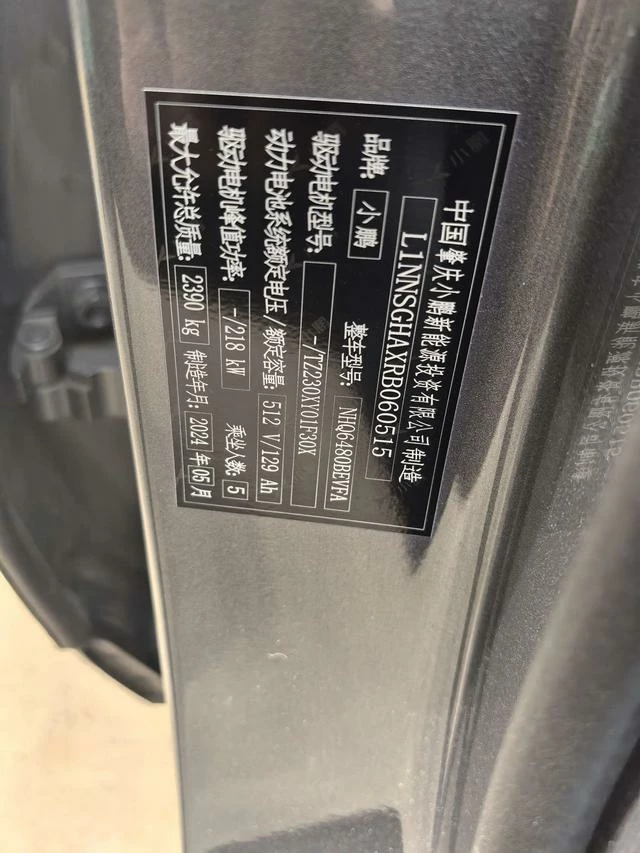 中国肇庆小鹏新能源投资有限公司制造
L1NNSGHAXRB060515
品牌: 小鹏 整车型号: NHQ6480BEVFA
驱动电机型号: -/TZ230XY01F30X
动力电池系统额定电压/额定容量: 512 V/129 Ah
驱动电机峰值功率: -/218 kW 乘坐人数: 5
最大允许总质量: 2390 kg 制造年月: 2024 年 05 月